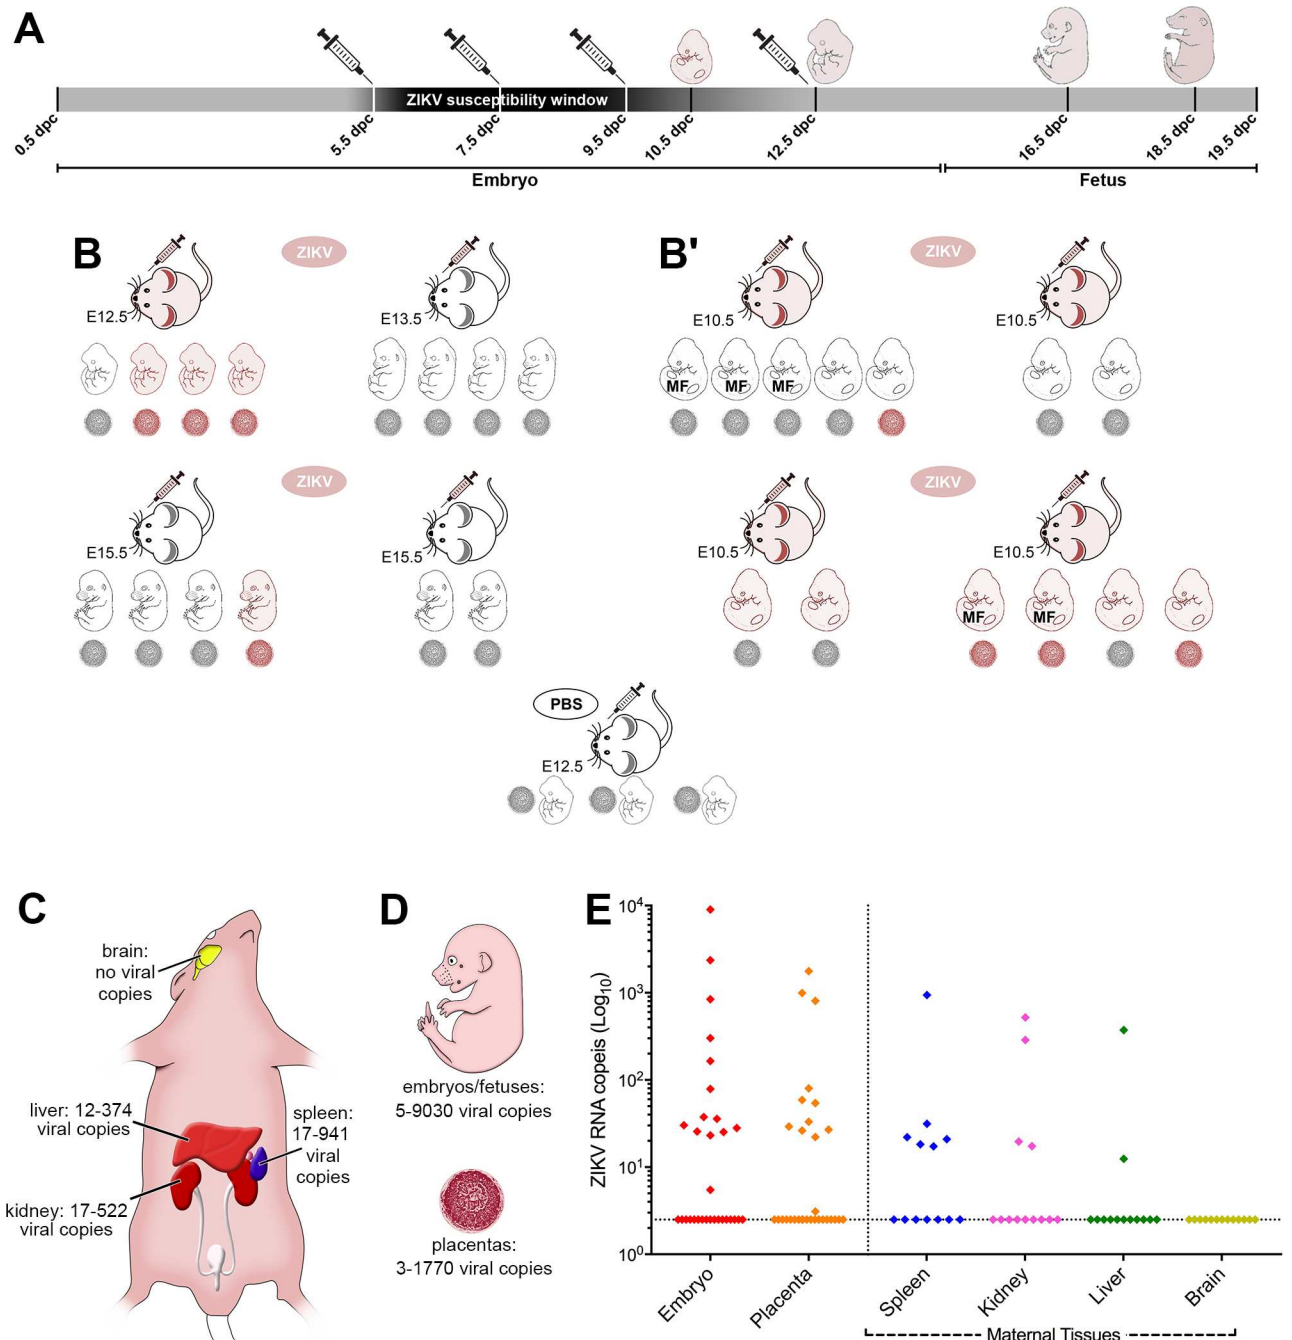 A
ZIKV susceptibility window
0.5 dpc
5.5 dpc
7.5 dpc
9.5 dpc
10.5 dpc
12.5 dpc
16.5 dpc
18.5 dpc
19.5 dpc
Embryo
Fetus
B
ZIKV
E12.5
E13.5
ZIKV
E15.5
E15.5
B'
ZIKV
E10.5
E10.5
MF
MF
MF
ZIKV
E10.5
E10.5
MF
MF
PBS
E12.5
C
brain:
no viral
copies
liver: 12-374
viral copies
spleen:
17-941
viral
copies
kidney: 17-522
viral copies
D
embryos/fetuses:
5-9030 viral copies
placentas:
3-1770 viral copies
E
ZIKV RNA copeis (Log10)
10^4
10^3
10^2
10^1
10^0
Embryo
Placenta
Spleen
Kidney
Liver
Brain
Maternal Tissues